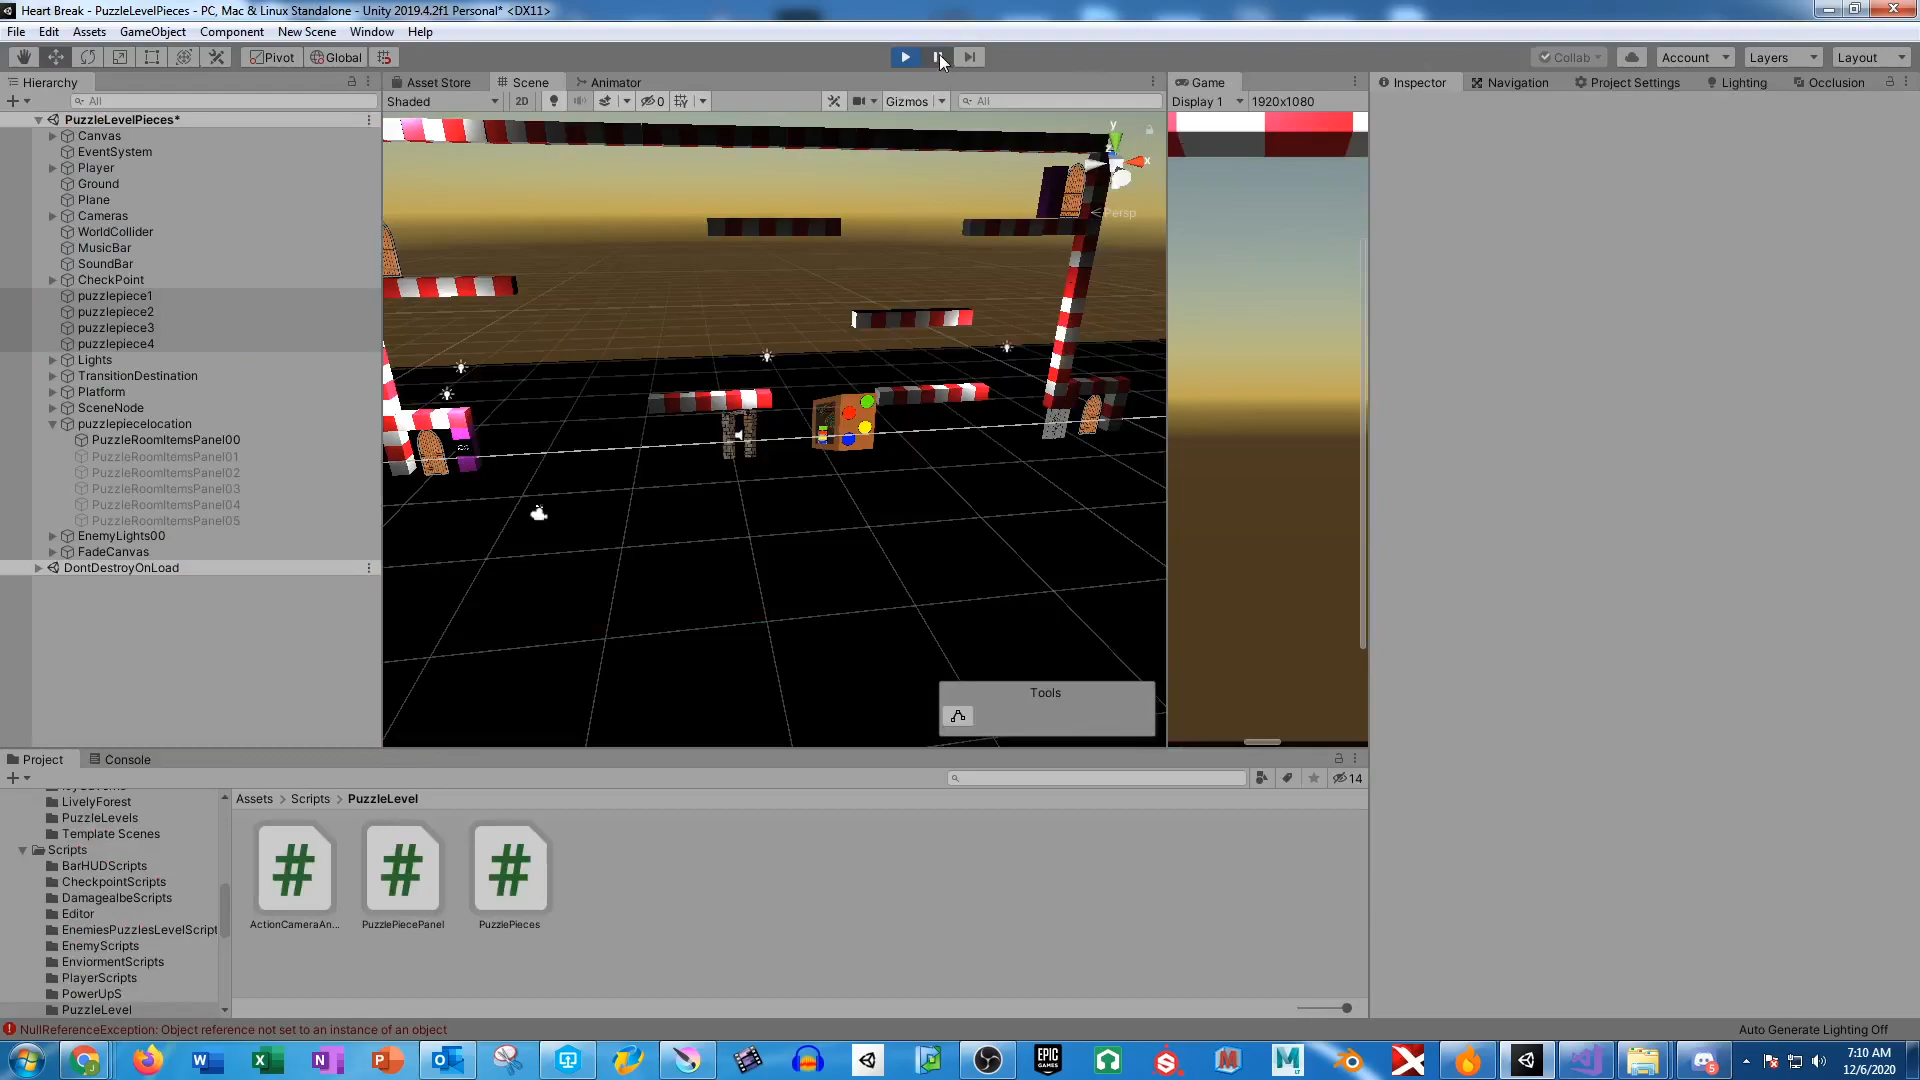 Heart Break - PuzzleLevelPieces - PC, Mac & Linux Standalone - Unity 2019.4.2f1 Personal* <DX11>
File Edit Assets GameObject Component New Scene Window Help
Pivot Global Collab Account Layers Layout
Hierarchy
All
PuzzleLevelPieces*
Canvas
EventSystem
Player
Ground
Plane
Cameras
WorldCollider
MusicBar
SoundBar
CheckPoint
puzzlepiece1
puzzlepiece2
puzzlepiece3
puzzlepiece4
Lights
TransitionDestination
Platform
SceneNode
puzzlepiecelocation
PuzzleRoomItemsPanel00
PuzzleRoomItemsPanel01
PuzzleRoomItemsPanel02
PuzzleRoomItemsPanel03
PuzzleRoomItemsPanel04
PuzzleRoomItemsPanel05
EnemyLights00
FadeCanvas
DontDestroyOnLoad
Asset Store Scene Animator
Shaded 2D 0 Gizmos All
y
z
x
Persp
Tools
Game
Display 1 1920x1080
Inspector Navigation Project Settings Lighting Occlusion
Project Console
14
LivelyForest
PuzzleLevels
Template Scenes
Scripts
BarHUDScripts
CheckpointScripts
DamagealbeScripts
Editor
EnemiesPuzzlesLevelScript
EnemyScripts
EnviormentScripts
PlayerScripts
PowerUpS
PuzzleLevel
Assets > Scripts > PuzzleLevel
ActionCameraAn...
PuzzlePiecePanel
PuzzlePieces
NullReferenceException: Object reference not set to an instance of an object
Auto Generate Lighting Off
EPIC
GAMES
5
7:10 AM
12/6/2020